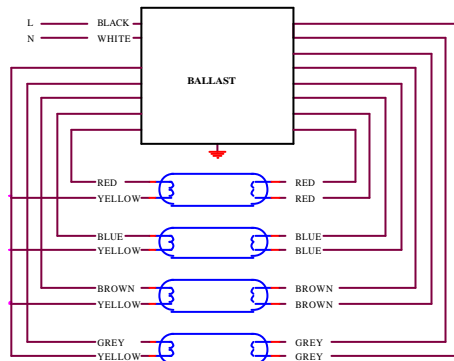 L BLACK
N WHITE
BALLAST
RED RED
YELLOW RED
BLUE BLUE
YELLOW BLUE
BROWN BROWN
YELLOW BROWN
GREY GREY
YELLOW GREY